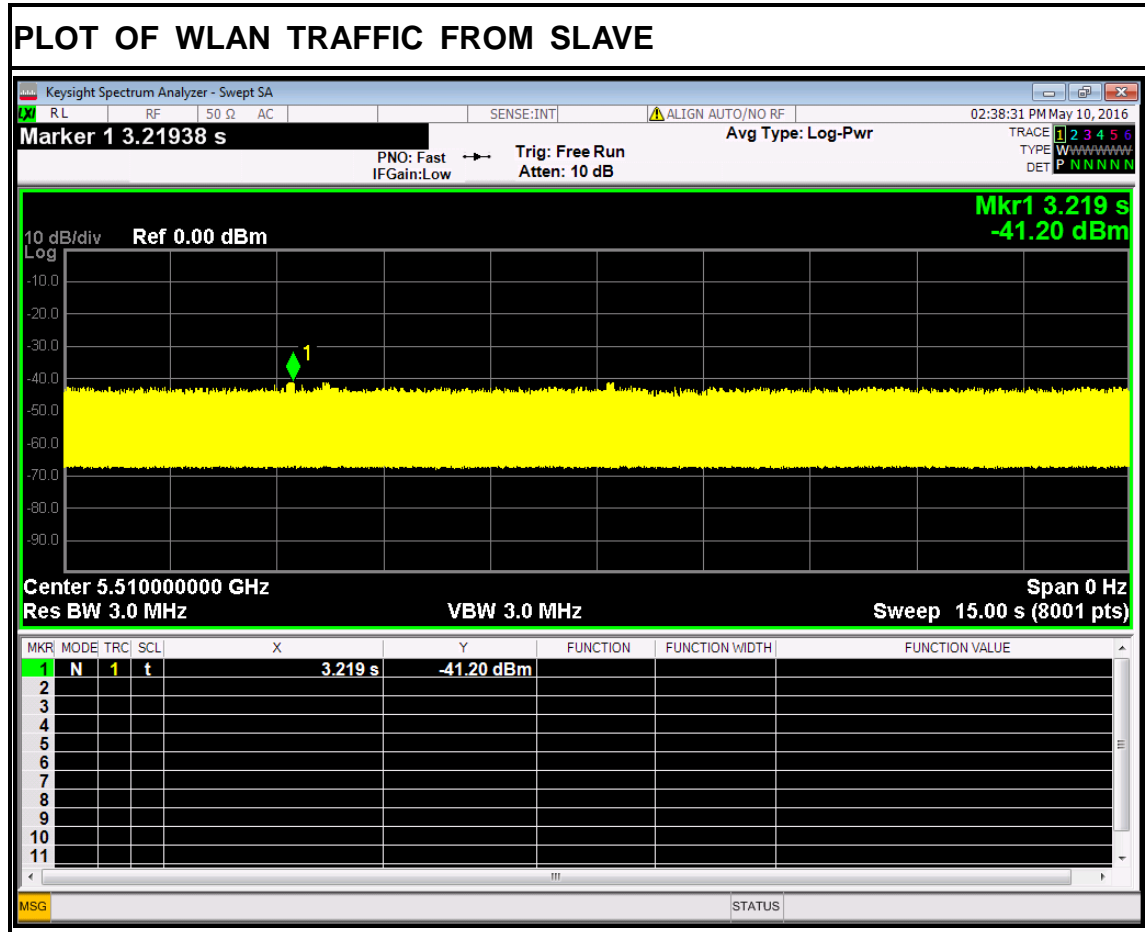 PLOT OF WLAN TRAFFIC FROM SLAVE
Keysight Spectrum Analyzer - Swept SA
LXI RL RF 50 Ω AC SENSE:INT ALIGN AUTO/NO RF 02:38:31 PM May 10, 2016
Marker 1 3.21938 s
PNO: Fast
IFGain:Low
Trig: Free Run
Atten: 10 dB
Avg Type: Log-Pwr
TRACE 1 2 3 4 5 6
TYPE WWWWWW
DET P N N N N N
Mkr1 3.219 s
-41.20 dBm
10 dB/div Ref 0.00 dBm
Log
-10.0
-20.0
-30.0
1
-40.0
-50.0
-60.0
-70.0
-80.0
-90.0
Center 5.510000000 GHz Span 0 Hz
Res BW 3.0 MHz VBW 3.0 MHz Sweep 15.00 s (8001 pts)
MKR MODE TRC SCL X Y FUNCTION FUNCTION WIDTH FUNCTION VALUE
1 N 1 t 3.219 s -41.20 dBm
2
3
4
5
6
7
8
9
10
11
MSG STATUS